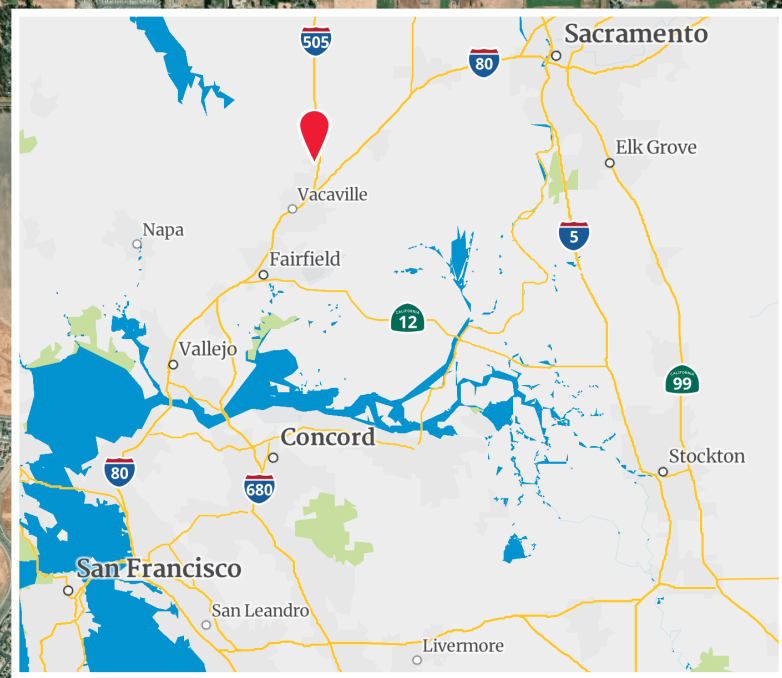 Sacramento
505
80
Elk Grove
Vacaville
Napa
5
Fairfield
CALIFORNIA
12
Vallejo
CALIFORNIA
99
Concord
Stockton
80
680
San Francisco
San Leandro
Livermore